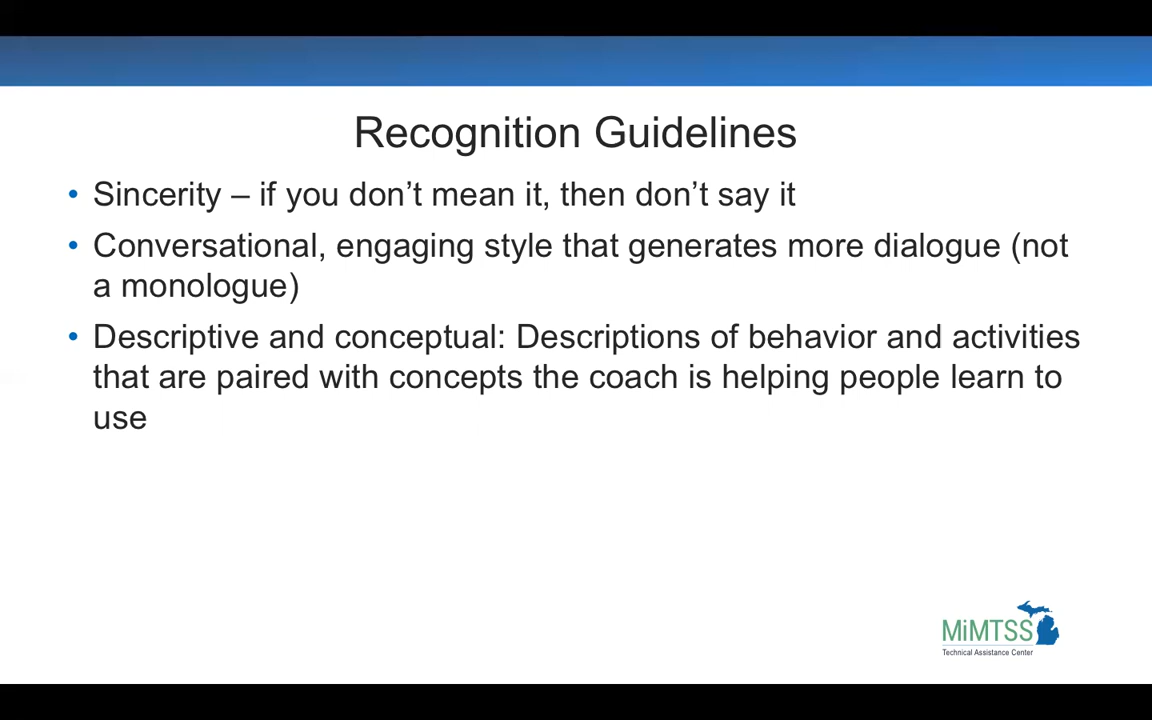 Recognition Guidelines
• Sincerity – if you don’t mean it, then don’t say it
• Conversational, engaging style that generates more dialogue (not
a monologue)
• Descriptive and conceptual: Descriptions of behavior and activities
that are paired with concepts the coach is helping people learn to
use
MiMTSS
Technical Assistance Center